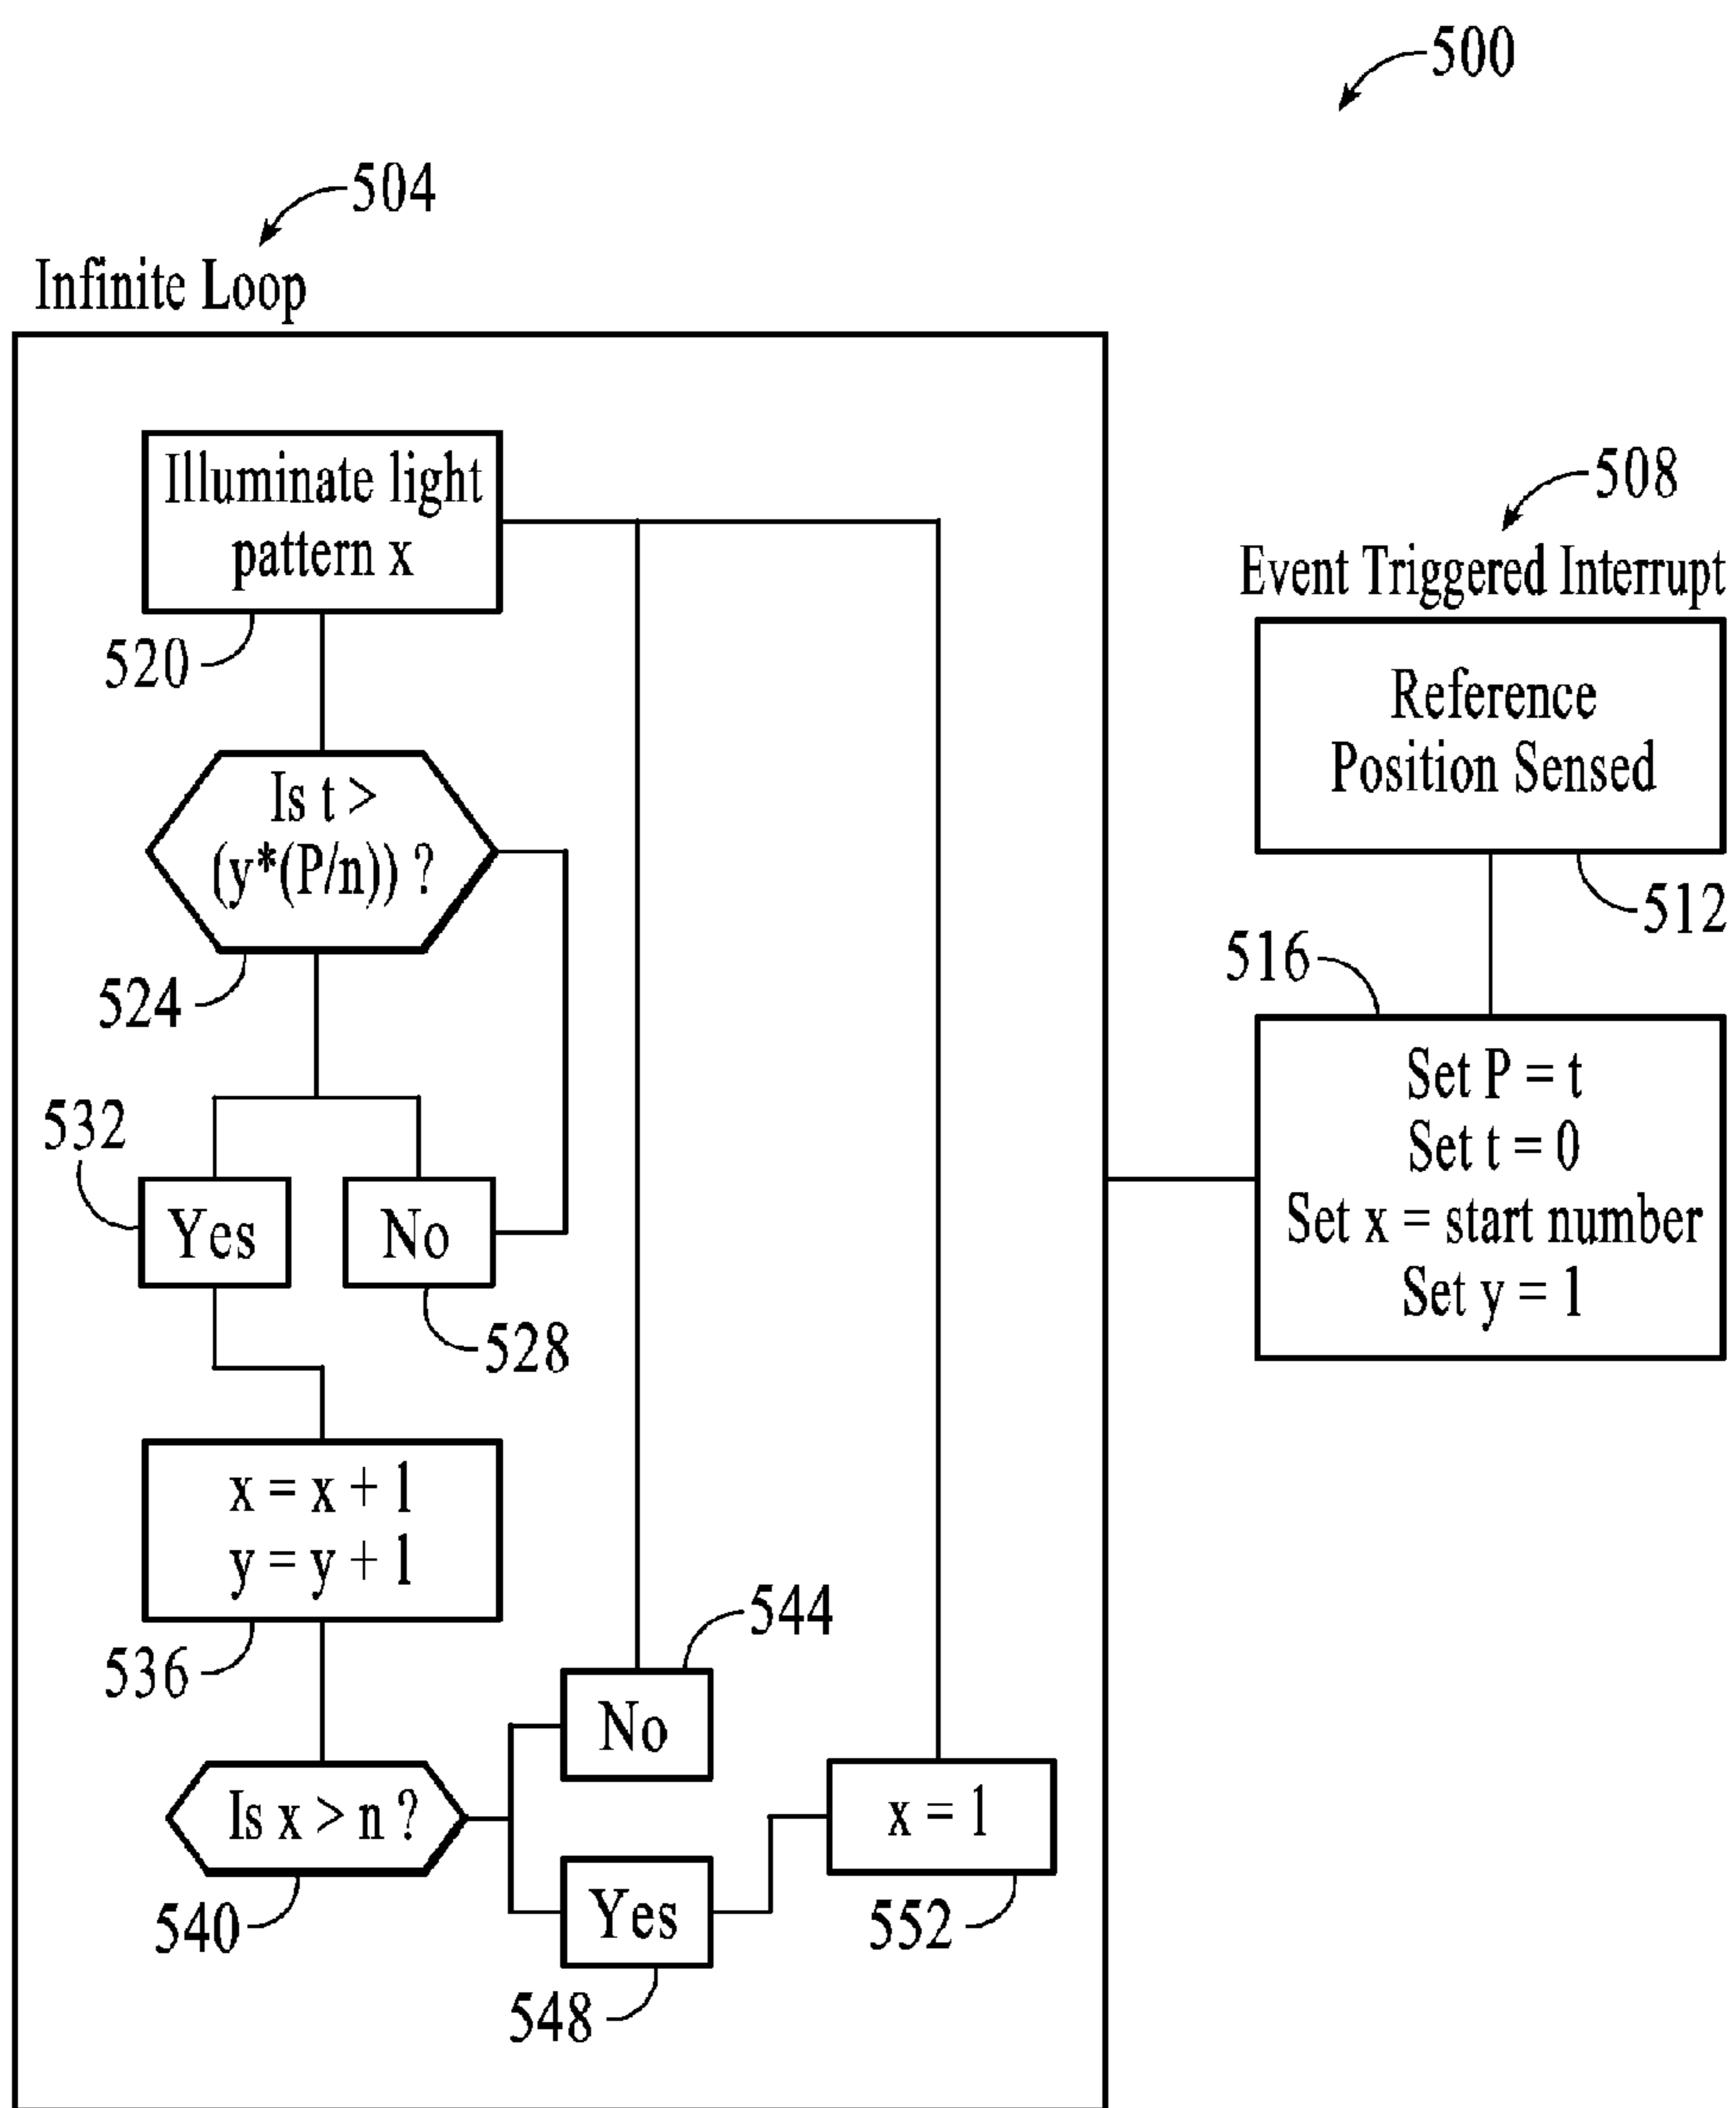 500
504
Infinite Loop
Illuminate light
pattern x
520
Is t >
(y*(P/n)) ?
524
532
Yes
No
528
x = x + 1
y = y + 1
536
544
No
Is x > n ?
540
Yes
548
x = 1
552
508
Event Triggered Interrupt
Reference
Position Sensed
512
516
Set P = t
Set t = 0
Set x = start number
Set y = 1